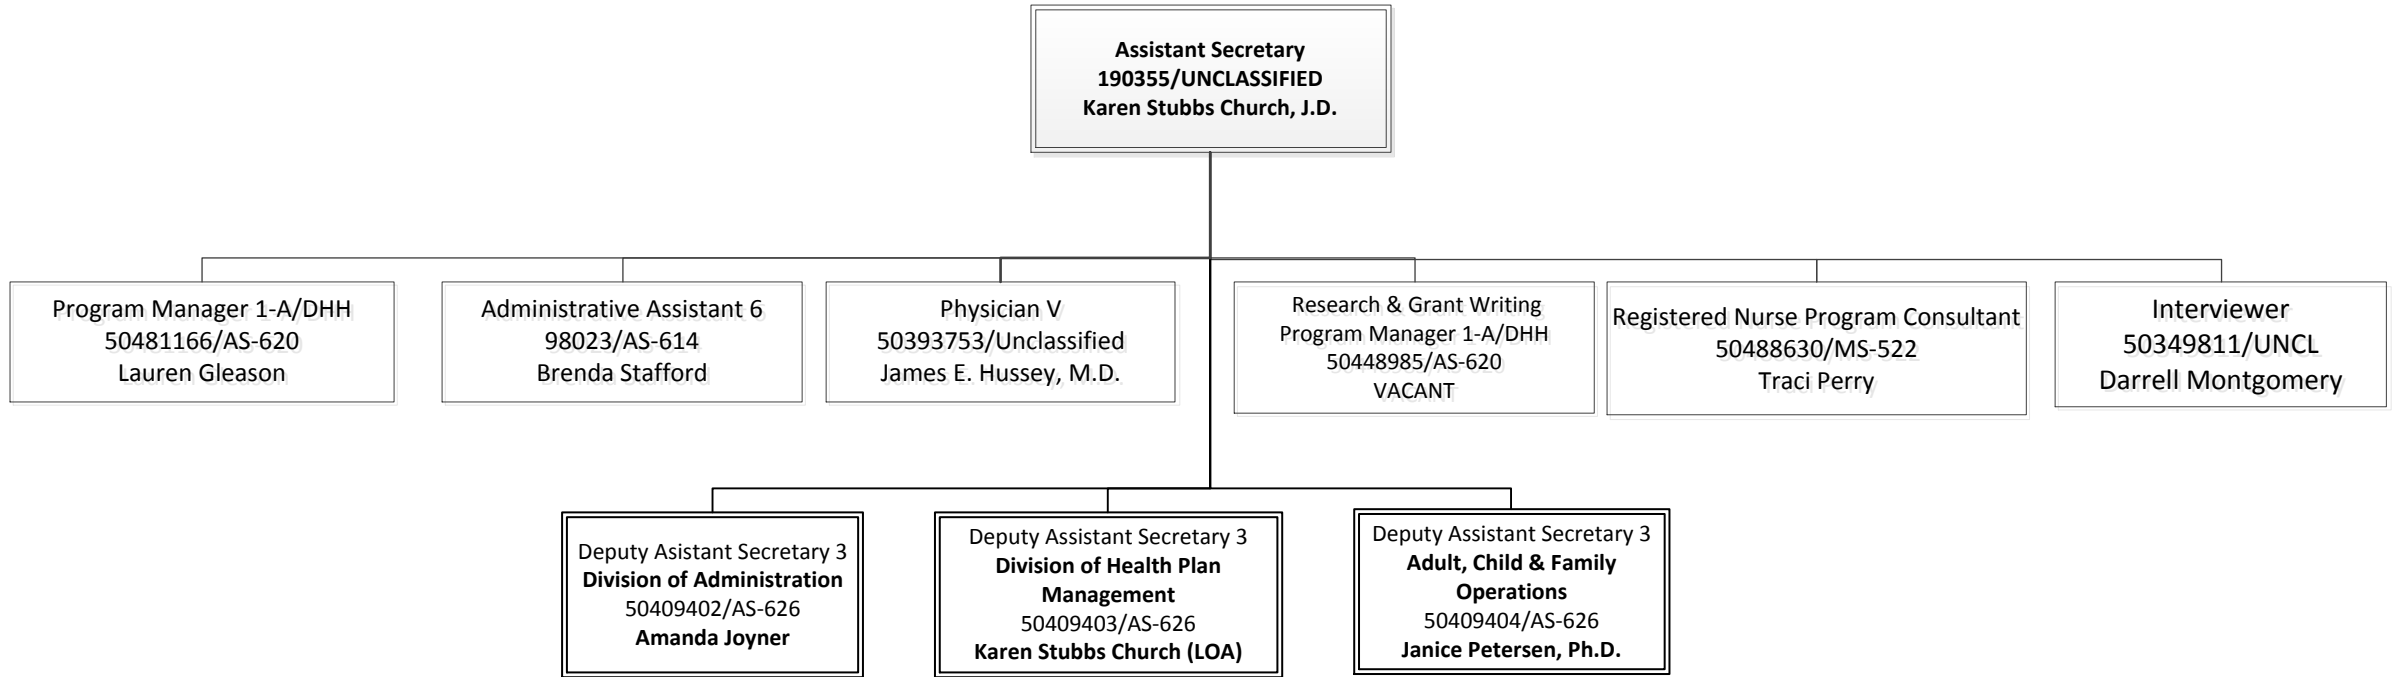 Assistant Secretary
190355/UNCLASSIFIED
Karen Stubbs Church, J.D.
Program Manager 1-A/DHH
50481166/AS-620
Lauren Gleason
Administrative Assistant 6
98023/AS-614
Brenda Stafford
Physician V
50393753/Unclassified
James E. Hussey, M.D.
Research & Grant Writing
Program Manager 1-A/DHH
50448985/AS-620
VACANT
Registered Nurse Program Consultant
50488630/MS-522
Traci Perry
Interviewer
50349811/UNCL
Darrell Montgomery
Deputy Asistant Secretary 3
Division of Administration
50409402/AS-626
Amanda Joyner
Deputy Assistant Secretary 3
Division of Health Plan
Management
50409403/AS-626
Karen Stubbs Church (LOA)
Deputy Assistant Secretary 3
Adult, Child & Family
Operations
50409404/AS-626
Janice Petersen, Ph.D.